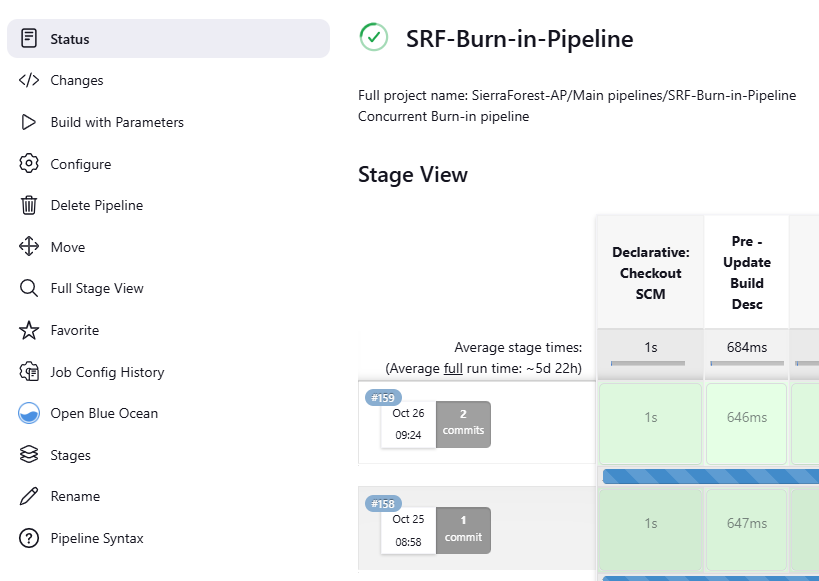 Status
Changes
Build with Parameters
Configure
Delete Pipeline
Move
Full Stage View
Favorite
Job Config History
Open Blue Ocean
Stages
Rename
Pipeline Syntax
SRF-Burn-in-Pipeline
Full project name: SierraForest-AP/Main pipelines/SRF-Burn-in-Pipeline
Concurrent Burn-in pipeline
Stage View
Declarative:
Checkout
SCM
Pre -
Update
Build
Desc
Average stage times:
(Average full run time: ~5d 22h)
1s
684ms
#159
Oct 26
09:24
2
commits
1s
646ms
#158
Oct 25
08:58
1
commit
1s
647ms